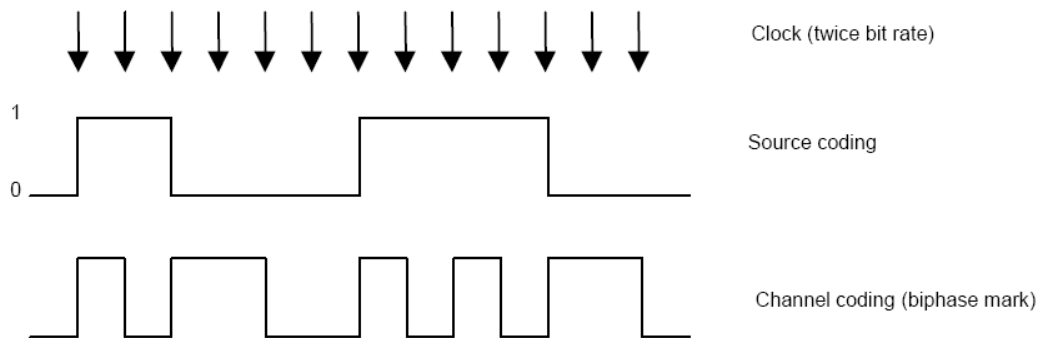 Clock (twice bit rate)
1
Source coding
0
Channel coding (biphase mark)